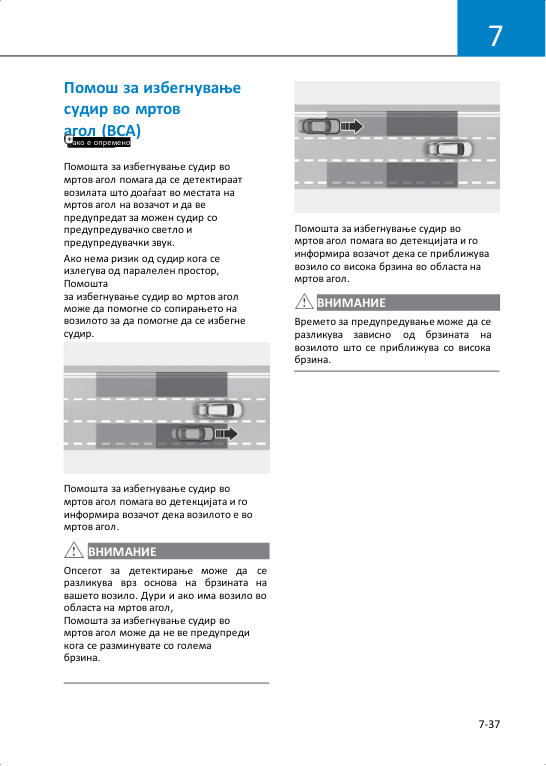 7
Помош за избегнување
судир во мртов
агол (BCA)
ако е опремено
Помошта за избегнување судир во
мртов агол помага да се детектираат
возилата што доаѓаат во местата на
мртов агол на возачот и да ве
предупредат за можен судир со
предупредувачко светло и
предупредувачки звук.
Ако нема ризик од судир кога се
излегува од паралелен простор,
Помошта
за избегнување судир во мртов агол
може да помогне со сопирањето на
возилото за да помогне да се избегне
судир.
Помошта за избегнување судир во
мртов агол помага во детекцијата и го
информира возачот дека возилото е во
мртов агол.
ВНИМАНИЕ
Опсегот за детектирање може да се
разликува врз основа на брзината на
вашето возило. Дури и ако има возило во
областа на мртов агол,
Помошта за избегнување судир во
мртов агол може да не ве предупреди
кога се разминувате со голема
брзина.
Помошта за избегнување судир во
мртов агол помага во детекцијата и го
информира возачот дека се приближува
возило со висока брзина во областа на
мртов агол.
ВНИМАНИЕ
Времето за предупредување може да се
разликува зависно од брзината на
возилото што се приближува со висока
брзина.
7-37